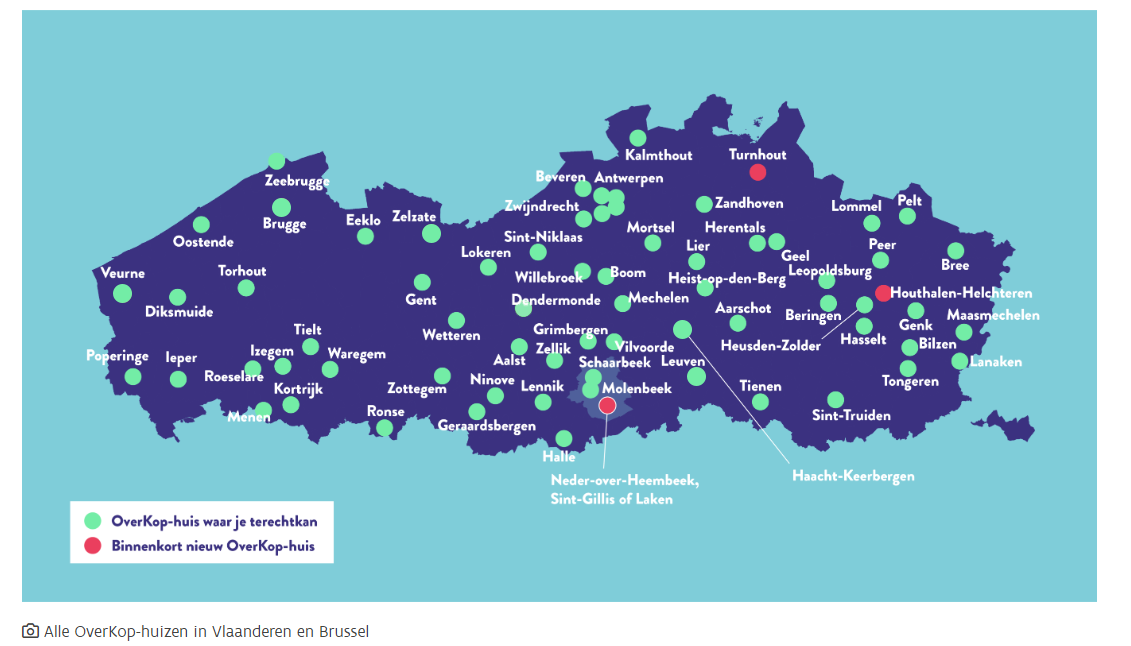 Kalmthout
Turnhout
Beveren
Antwerpen
Zeebrugge
Zwijndrecht
Zandhoven
Lommel
Pelt
Brugge
Eeklo
Zelzate
Mortsel
Herentals
Oostende
Sint-Niklaas
Lier
Peer
Lokeren
Geel
Bree
Veurne
Torhout
Willebroek
Boom
Heist-op-den-Berg
Leopoldsburg
Gent
Dendermonde
Mechelen
Houthalen-Helchteren
Diksmuide
Aarschot
Beringen
Maasmechelen
Tielt
Wetteren
Grimbergen
Genk
Poperinge
Ieper
Izegem
Waregem
Aalst
Zellik
Vilvoorde
Heusden-Zolder
Hasselt
Bilzen
Roeselare
Schaarbeek
Leuven
Lanaken
Kortrijk
Zottegem
Ninove
Lennik
Molenbeek
Tienen
Tongeren
Menen
Ronse
Geraardsbergen
Sint-Truiden
Halle
Neder-over-Heembeek,
Sint-Gillis of Laken
Haacht-Keerbergen
OverKop-huis waar je terechtkan
Binnenkort nieuw OverKop-huis
Alle OverKop-huizen in Vlaanderen en Brussel